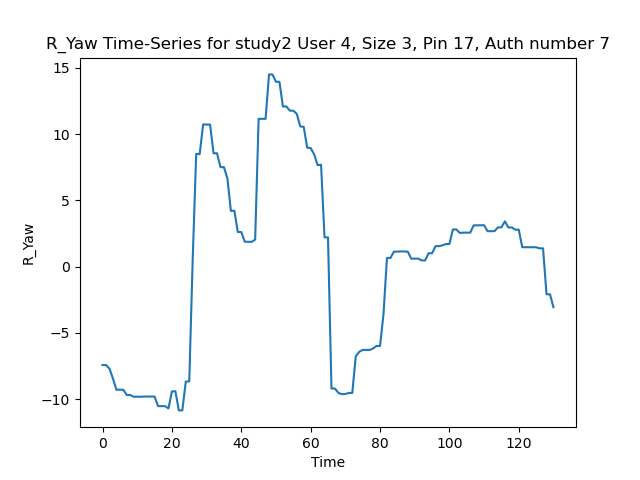 R_Yaw Time-Series for study2 User 4, Size 3, Pin 17, Auth number 7
15
10
5
0
−5
−10
R_Yaw
0 20 40 60 80 100 120
Time